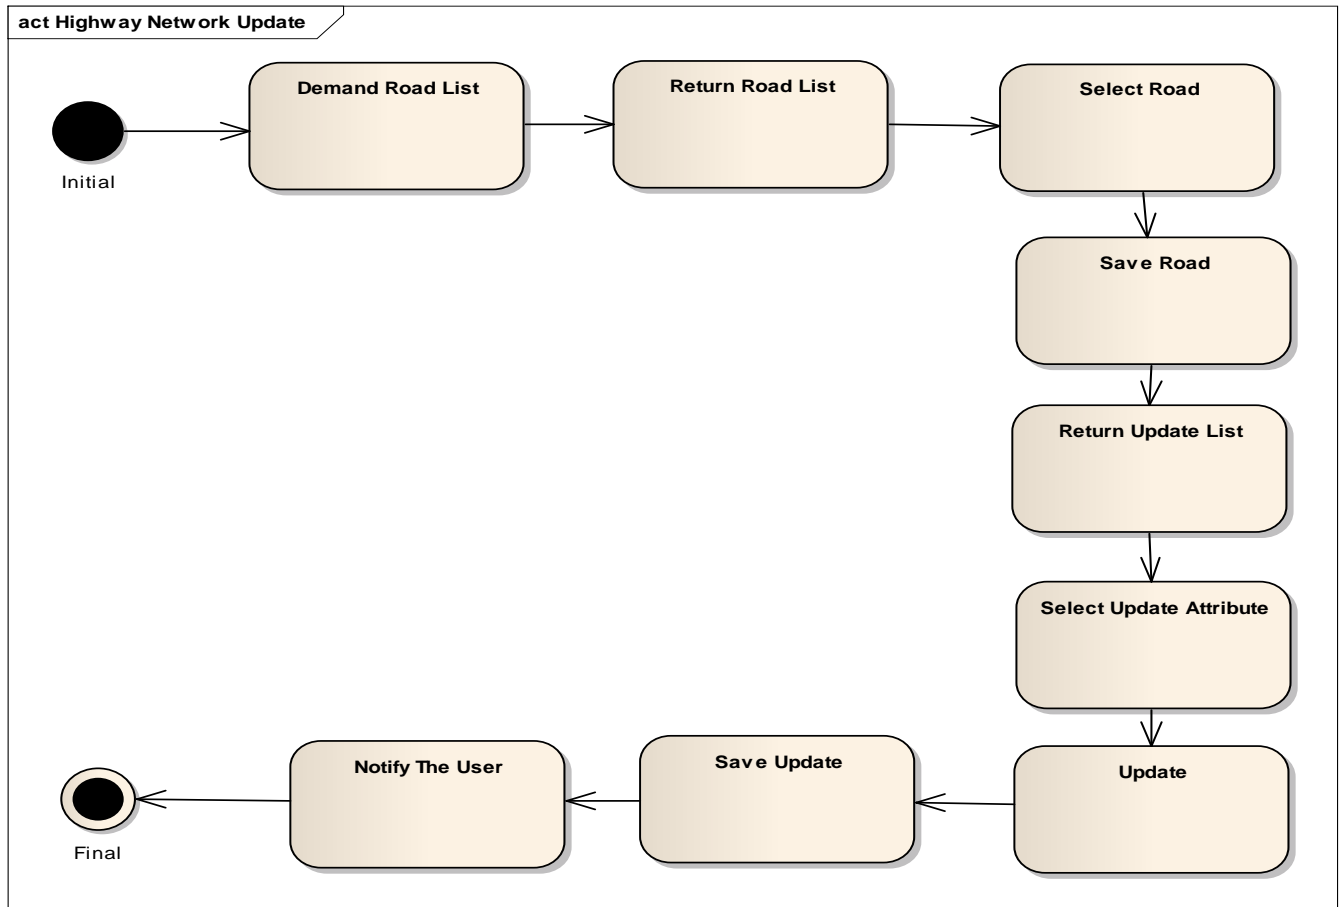 act Highway Network Update
Demand Road List
Return Road List
Select Road
Initial
Save Road
Return Update List
Select Update Attribute
Update
Save Update
Notify The User
Final